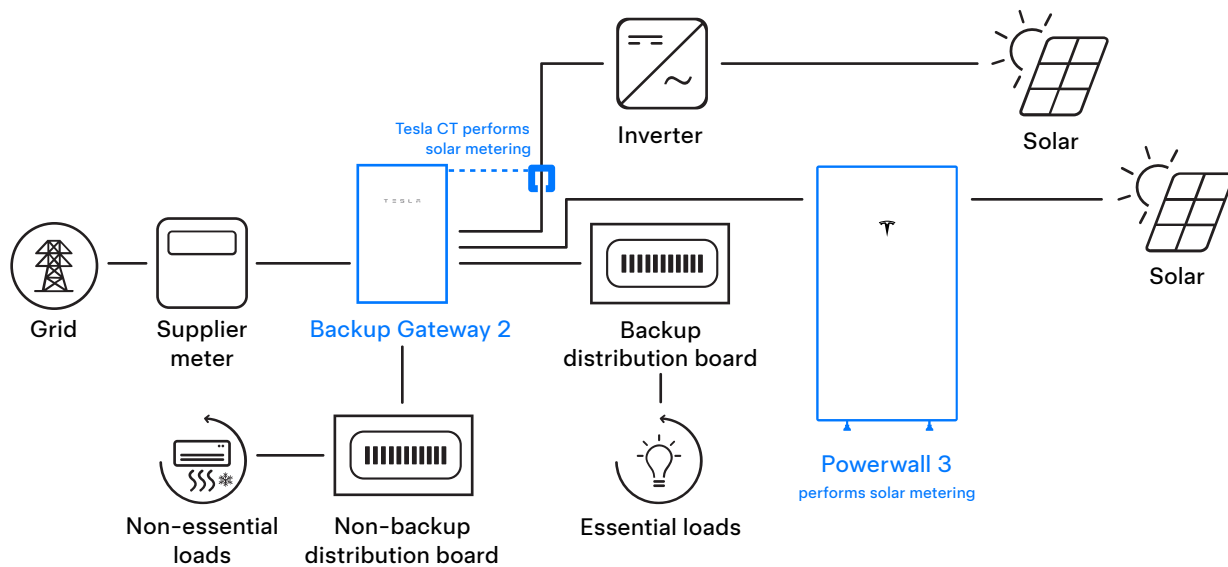 Tesla CT performs
solar metering
Inverter
Solar
TESLA
Solar
Grid
Supplier
meter
Backup Gateway 2
Backup
distribution board
Powerwall 3
performs solar metering
Non-essential
loads
Non-backup
distribution board
Essential loads